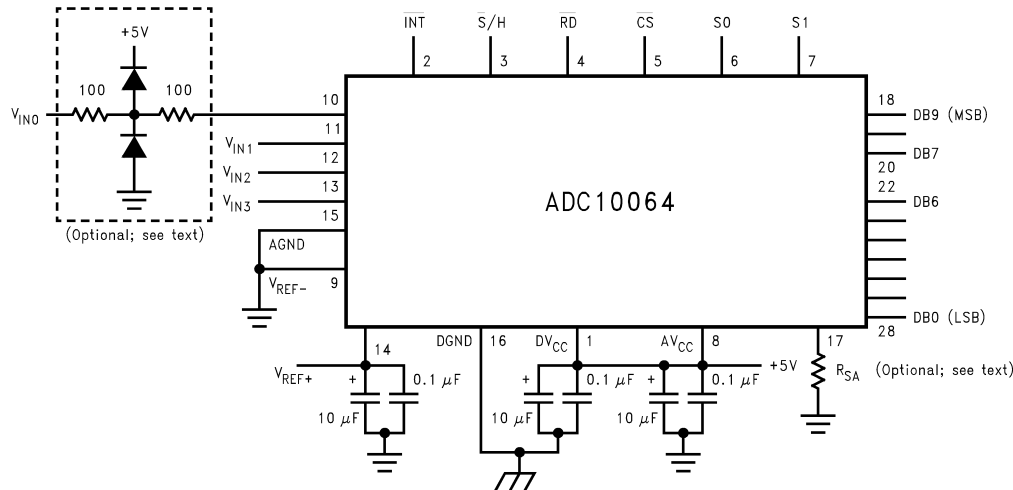 I̅N̅T̅ S̅/H R̅D̅ C̅S̅ S0 S1
2 3 4 5 6 7
+5V
100 100
V_IN0
(Optional; see text)
10
11
V_IN1
12
V_IN2
13
V_IN3
15
AGND
V_REF− 9
ADC10064
18
DB9 (MSB)
DB7
20
22
DB6
DB0 (LSB)
28
14 DGND 16 DV_CC 1 AV_CC 8 17
V_REF+ +5V
+ 0.1 μF + 0.1 μF + 0.1 μF R_SA (Optional; see text)
10 μF 10 μF 10 μF